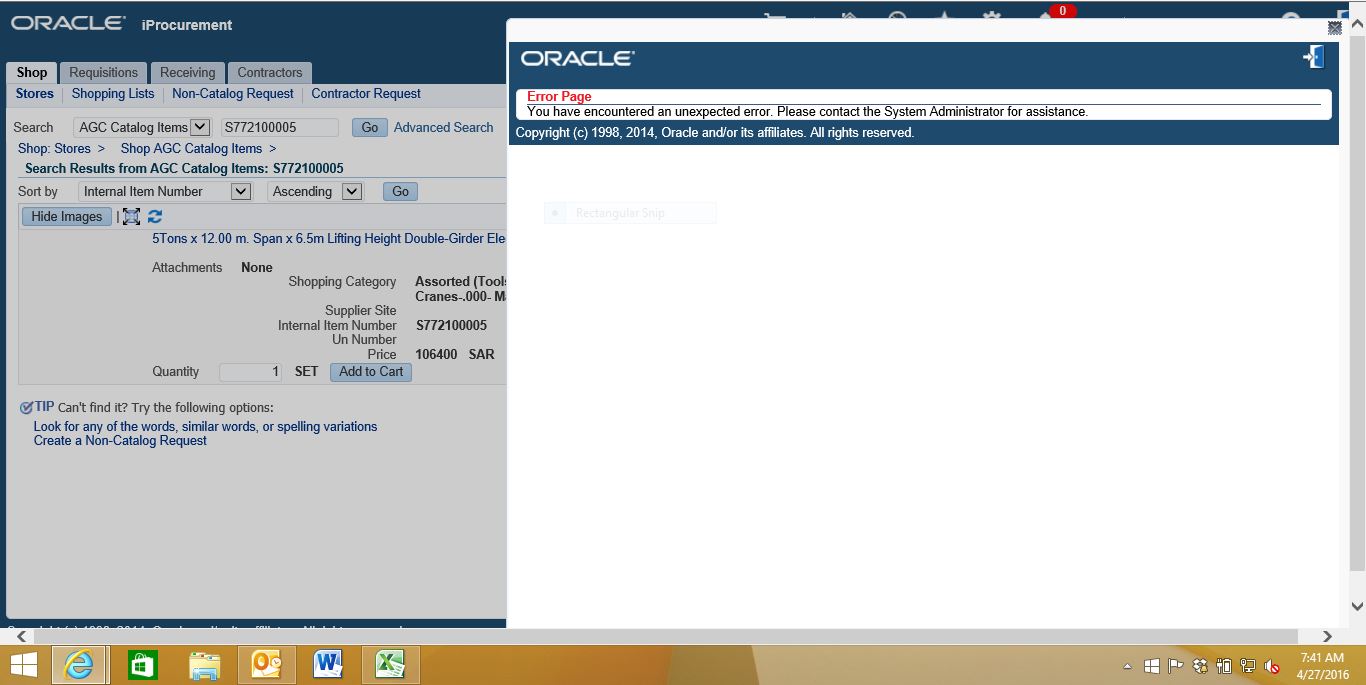 ORACLE iProcurement
0
Shop Requisitions Receiving Contractors
Stores Shopping Lists Non-Catalog Request Contractor Request
Search AGC Catalog Items S772100005 Go Advanced Search
Shop: Stores > Shop AGC Catalog Items >
Search Results from AGC Catalog Items: S772100005
Sort by Internal Item Number Ascending Go
Hide Images
5Tons x 12.00 m. Span x 6.5m Lifting Height Double-Girder Ele
Attachments None
Shopping Category Assorted (Tool
Cranes-.000- M
Supplier Site
Internal Item Number S772100005
Un Number
Price 106400 SAR
Quantity 1 SET Add to Cart
TIP Can't find it? Try the following options:
Look for any of the words, similar words, or spelling variations
Create a Non-Catalog Request
ORACLE
Error Page
You have encountered an unexpected error. Please contact the System Administrator for assistance.
Copyright (c) 1998, 2014, Oracle and/or its affiliates. All rights reserved.
Rectangular Snip
7:41 AM
4/27/2016